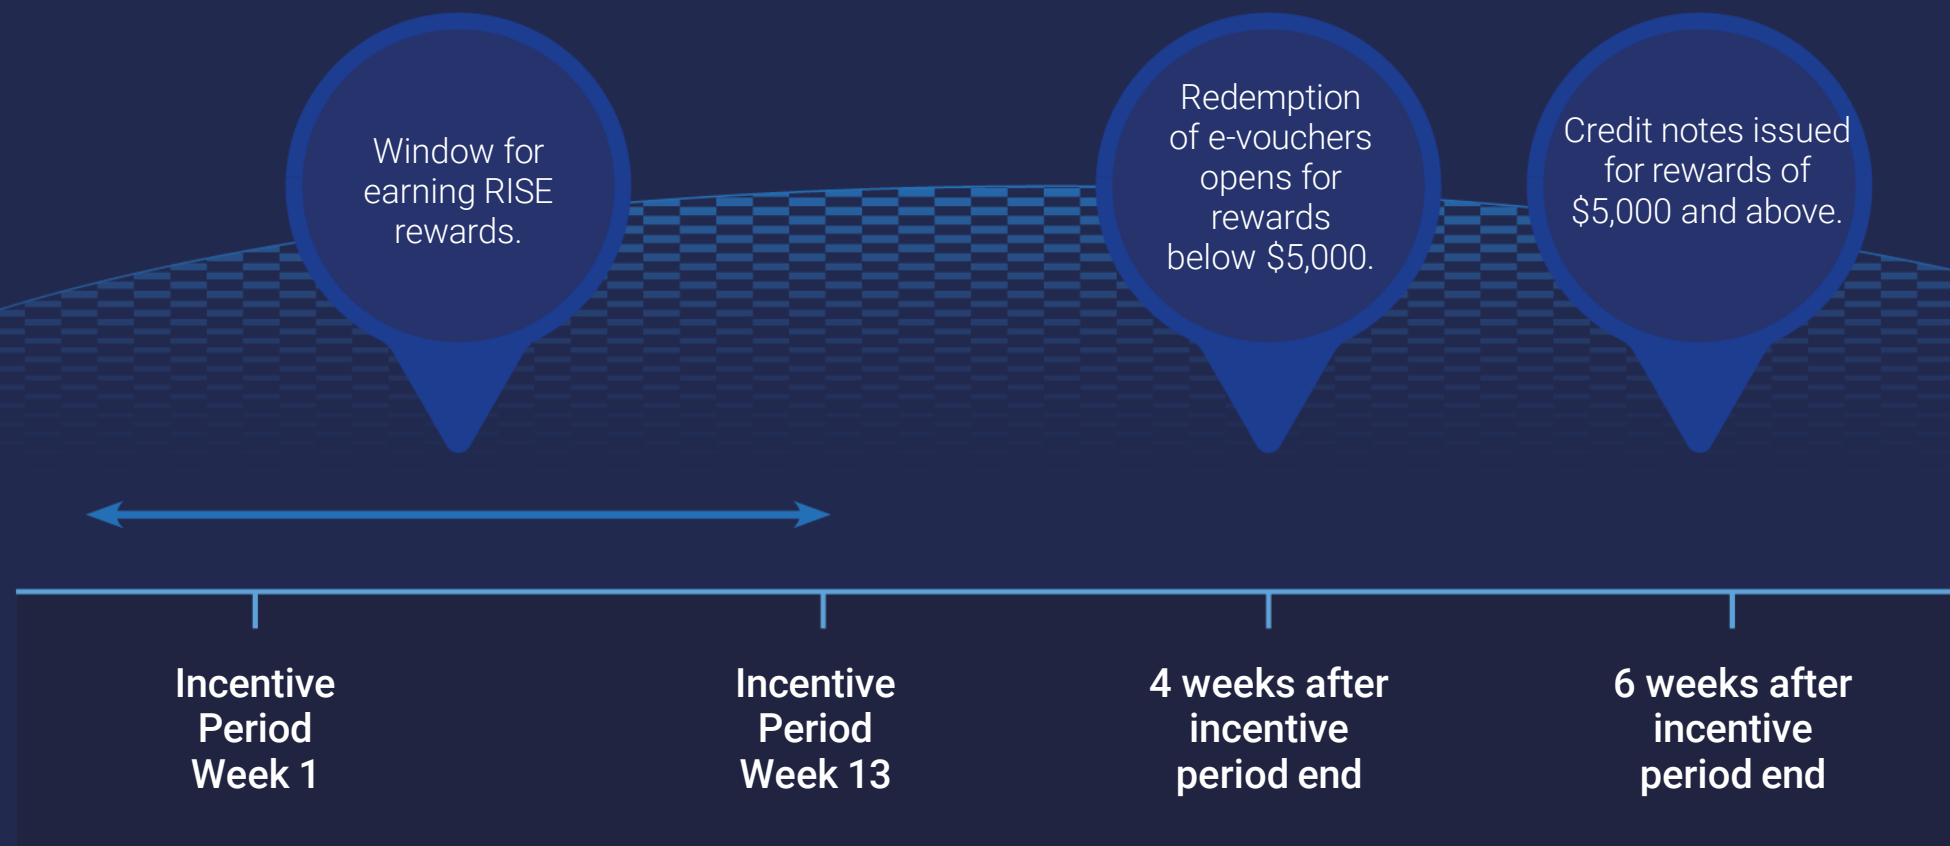 Window for
earning RISE
rewards.
Redemption
of e-vouchers
opens for
rewards
below $5,000.
Credit notes issued
for rewards of
$5,000 and above.
Incentive
Period
Week 1
Incentive
Period
Week 13
4 weeks after
incentive
period end
6 weeks after
incentive
period end